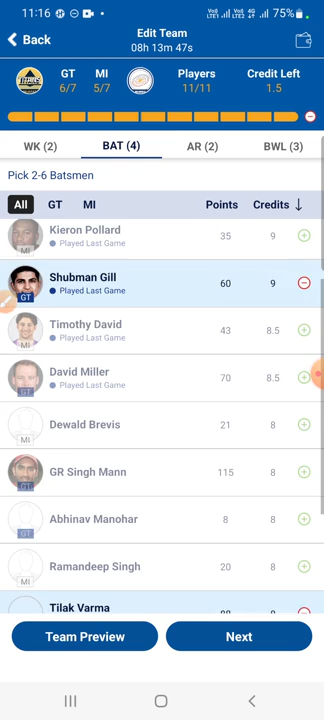 11:16 75%
Edit Team
Back
08h 13m 47s
GT MI Players Credit Left
6/7 5/7 11/11 1.5
WK (2) BAT (4) AR (2) BWL (3)
Pick 2-6 Batsmen
All GT MI Points Credits ↓
Kieron Pollard
Played Last Game
35 9
MI
Shubman Gill
Played Last Game
60 9
GT
Timothy David
Played Last Game
43 8.5
MI
David Miller
Played Last Game
70 8.5
GT
Dewald Brevis
21 8
MI
GR Singh Mann
115 8
GT
Abhinav Manohar
8 8
GT
Ramandeep Singh
20 8
MI
Tilak Varma
Team Preview Next